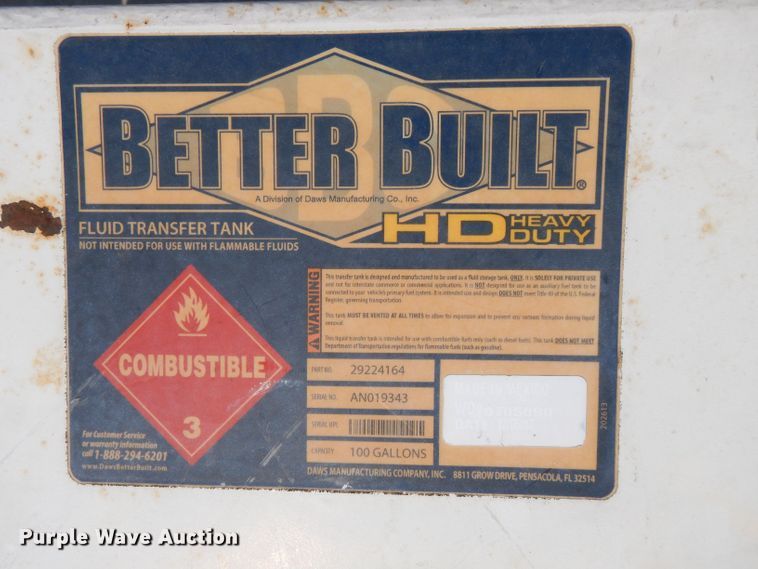 BETTER BUILT®
A Division of Daws Manufacturing Co., Inc.
HD HEAVY DUTY
FLUID TRANSFER TANK
NOT INTENDED FOR USE WITH FLAMMABLE FLUIDS
WARNING
This transfer tank is designed and manufactured to be used as a fluid storage tank, ONLY. It is SOLELY FOR PRIVATE USE
and not for interstate commerce or commercial applications. It is NOT designed for use as an auxiliary fuel tank to be
connected to your vehicle's primary fuel system. It is intended use and design DOES NOT meet Title 49 of the U.S. Federal
Register, governing transportation.
This tank MUST BE VENTED AT ALL TIMES to allow for expansion and to prevent any vacuum formation during liquid
removal.
This liquid transfer tank is intended for use with combustible fuels only (such as diesel fuels). This tank DOES NOT MEET
Department of Transportation regulations for flammable fuels (such as gasoline).
COMBUSTIBLE
3
PART NO. 29224164
SERIAL NO. AN019343
SERIAL UPC
CAPACITY 100 GALLONS
202613
For Customer Service
or warranty information
call 1-888-294-6201
www.DawsBetterBuilt.com
DAWS MANUFACTURING COMPANY, INC. 8811 GROW DRIVE, PENSACOLA, FL 32514
Purple Wave Auction